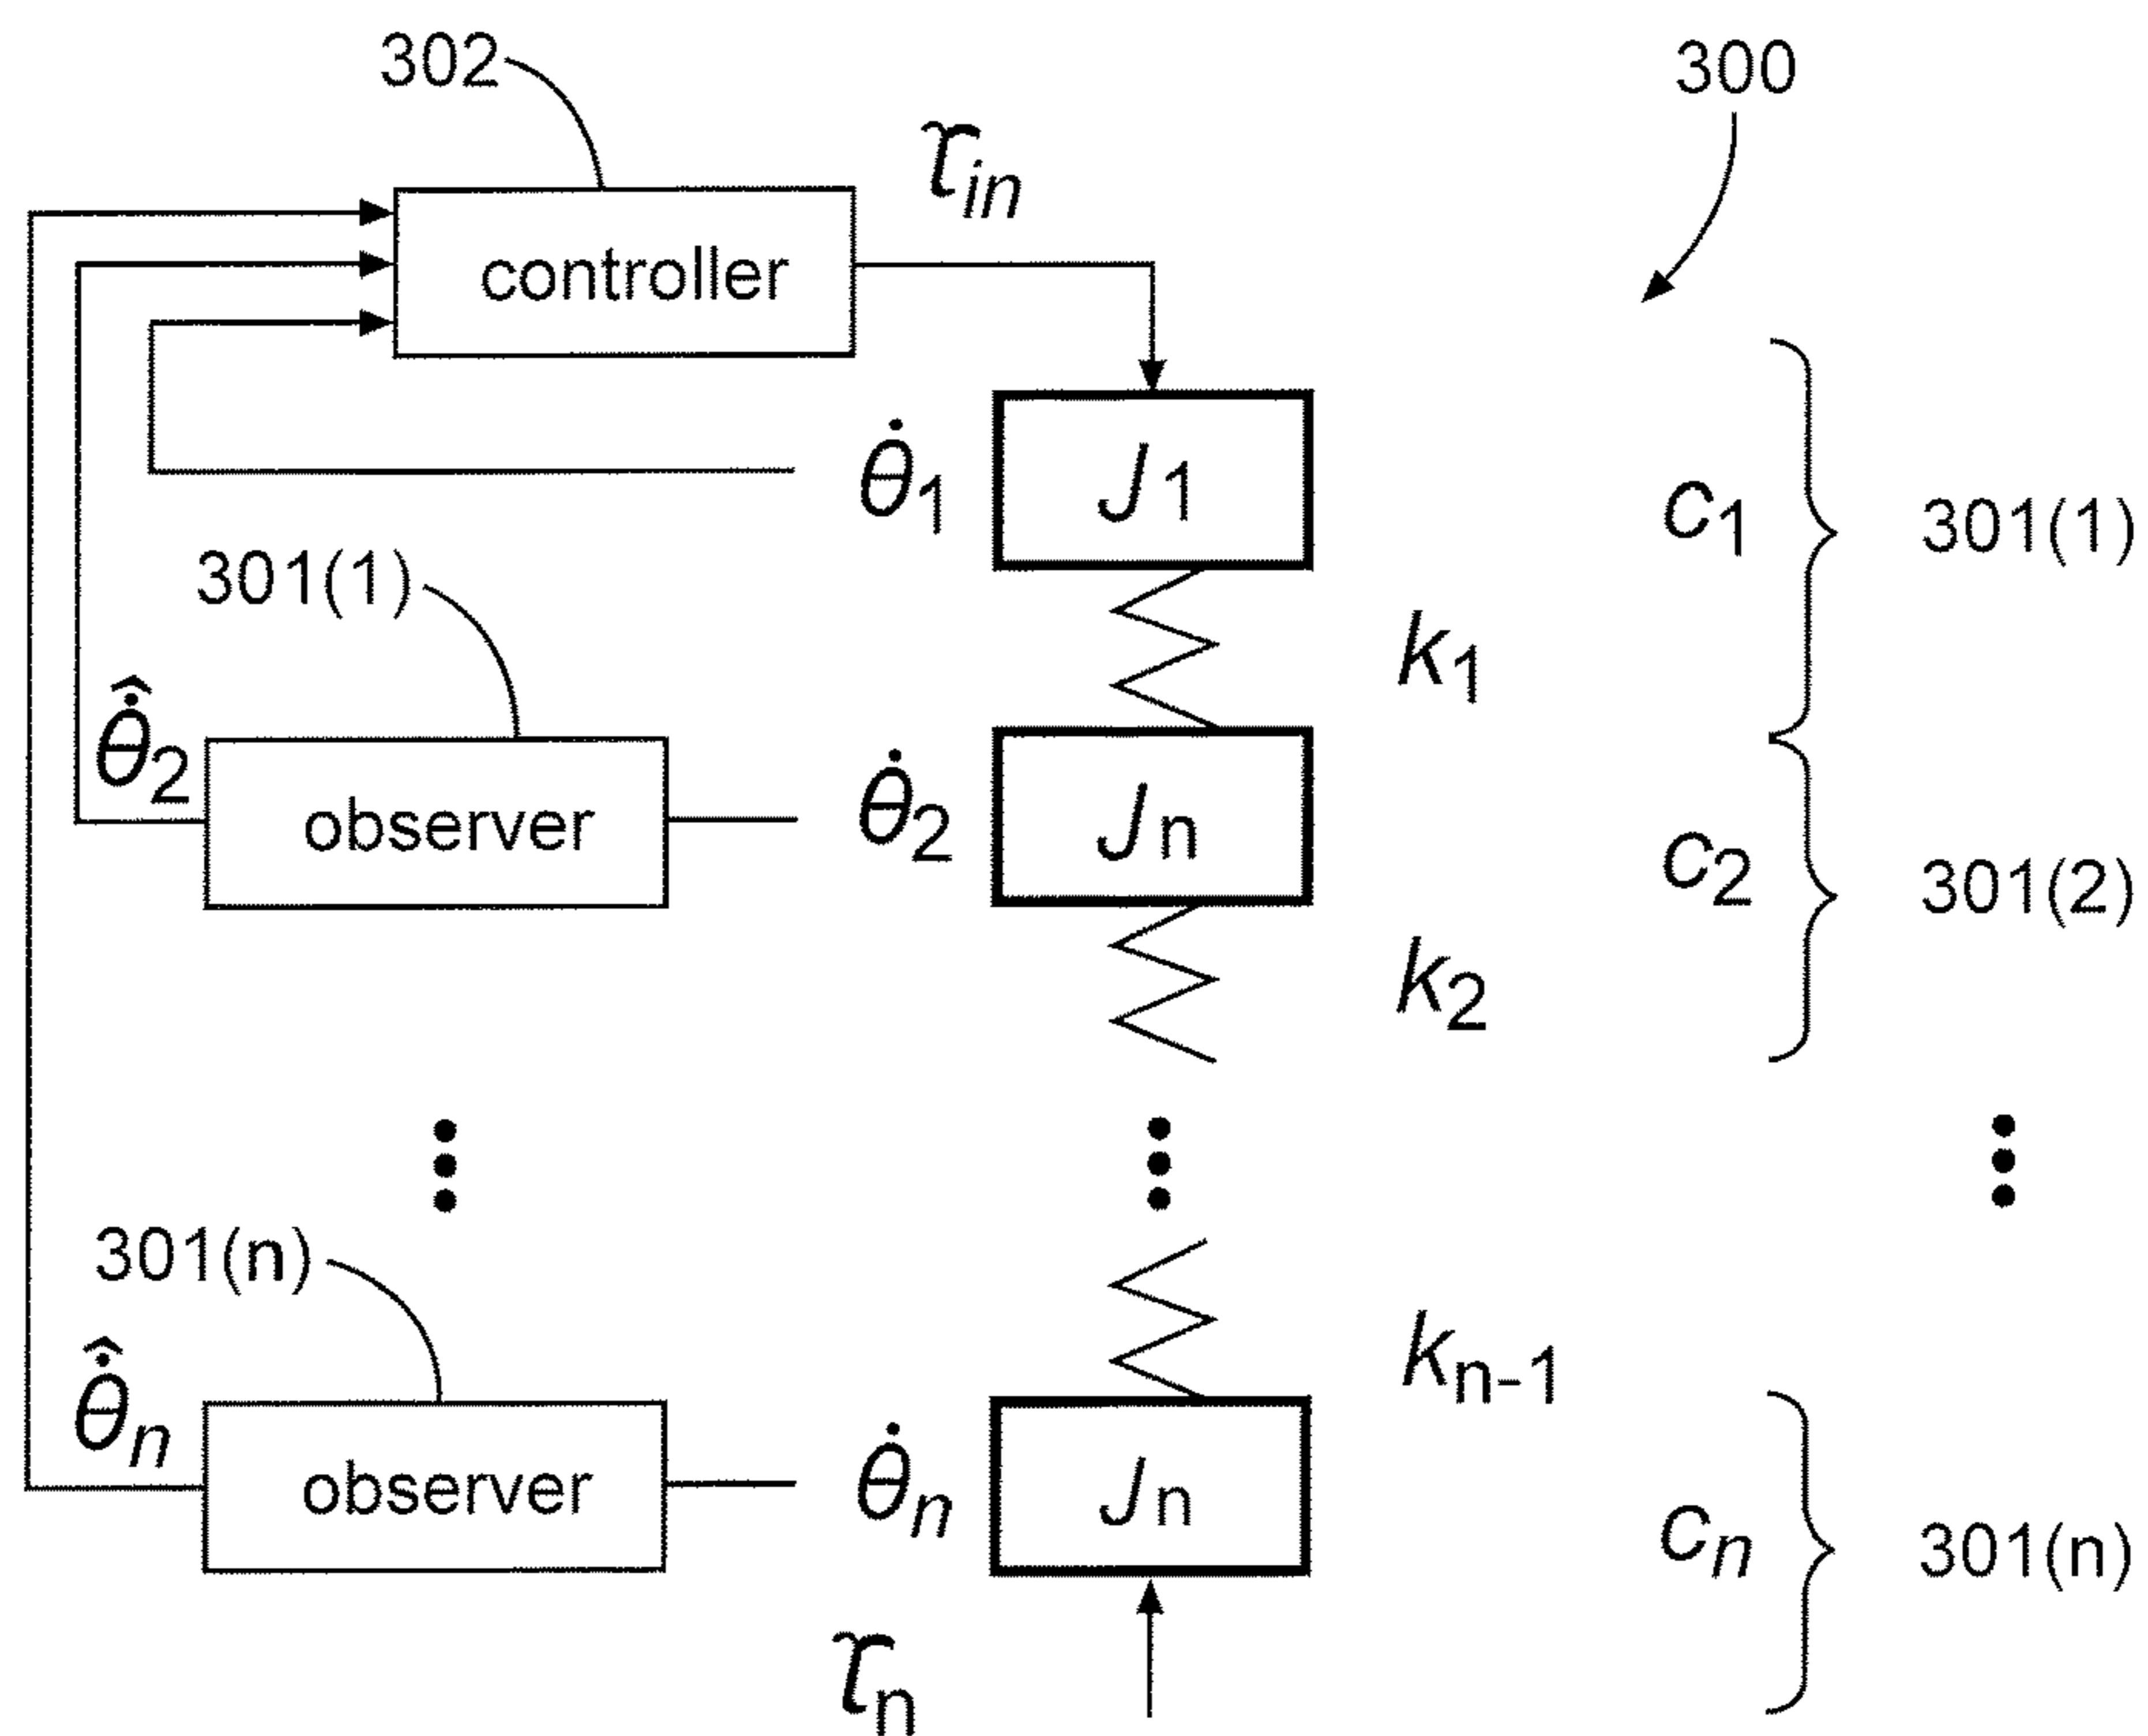 302
300
τin
controller
θ̇1
J1
c1
301(1)
301(1)
k1
θ̇̂2
observer
θ̇2
Jn
c2
301(2)
k2
301(n)
kn-1
θ̇̂n
observer
θ̇n
Jn
cn
301(n)
τn